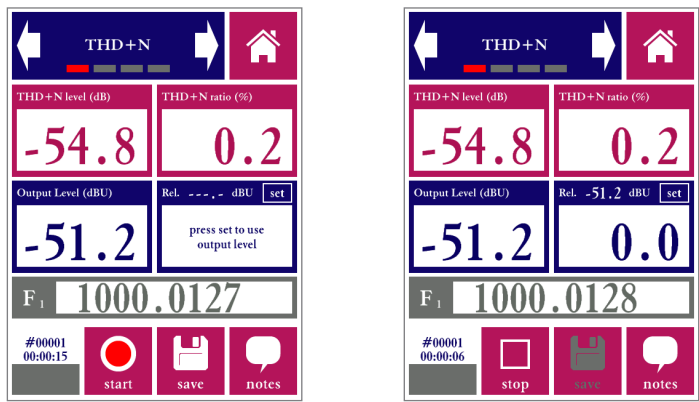 THD+N
THD+N level (dB)
THD+N ratio (%)
-54.8
0.2
Output Level (dBU)
Rel. ---.- dBU set
-51.2
press set to use
output level
F1 1000.0127
#00001
00:00:15
start
save
notes
THD+N
THD+N level (dB)
THD+N ratio (%)
-54.8
0.2
Output Level (dBU)
Rel. -51.2 dBU set
-51.2
0.0
F1 1000.0128
#00001
00:00:06
stop
save
notes